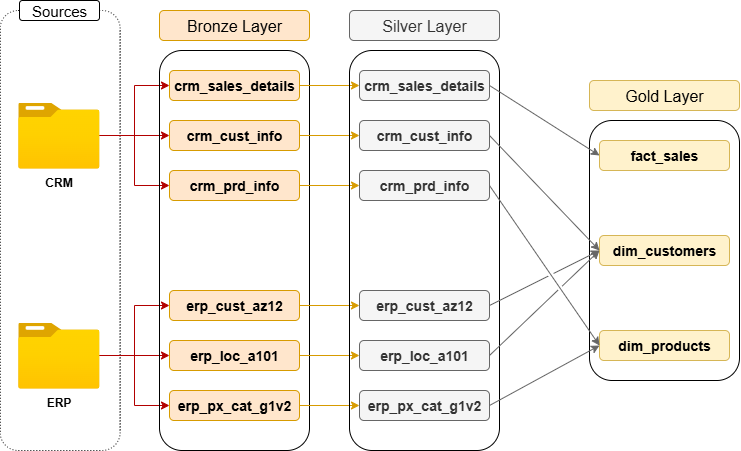 Sources
Bronze Layer
Silver Layer
Gold Layer
CRM
ERP
crm_sales_details
crm_cust_info
crm_prd_info
erp_cust_az12
erp_loc_a101
erp_px_cat_g1v2
crm_sales_details
crm_cust_info
crm_prd_info
erp_cust_az12
erp_loc_a101
erp_px_cat_g1v2
fact_sales
dim_customers
dim_products